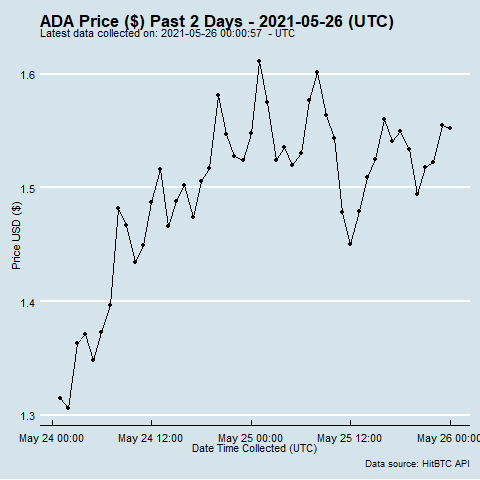 ADA Price ($) Past 2 Days - 2021-05-26 (UTC)
Latest data collected on: 2021-05-26 00:00:57  - UTC
1.6
1.5
1.4
1.3
Price USD ($)
May 24 00:00
May 24 12:00
May 25 00:00
May 25 12:00
May 26 00:00
Date Time Collected (UTC)
Data source: HitBTC API